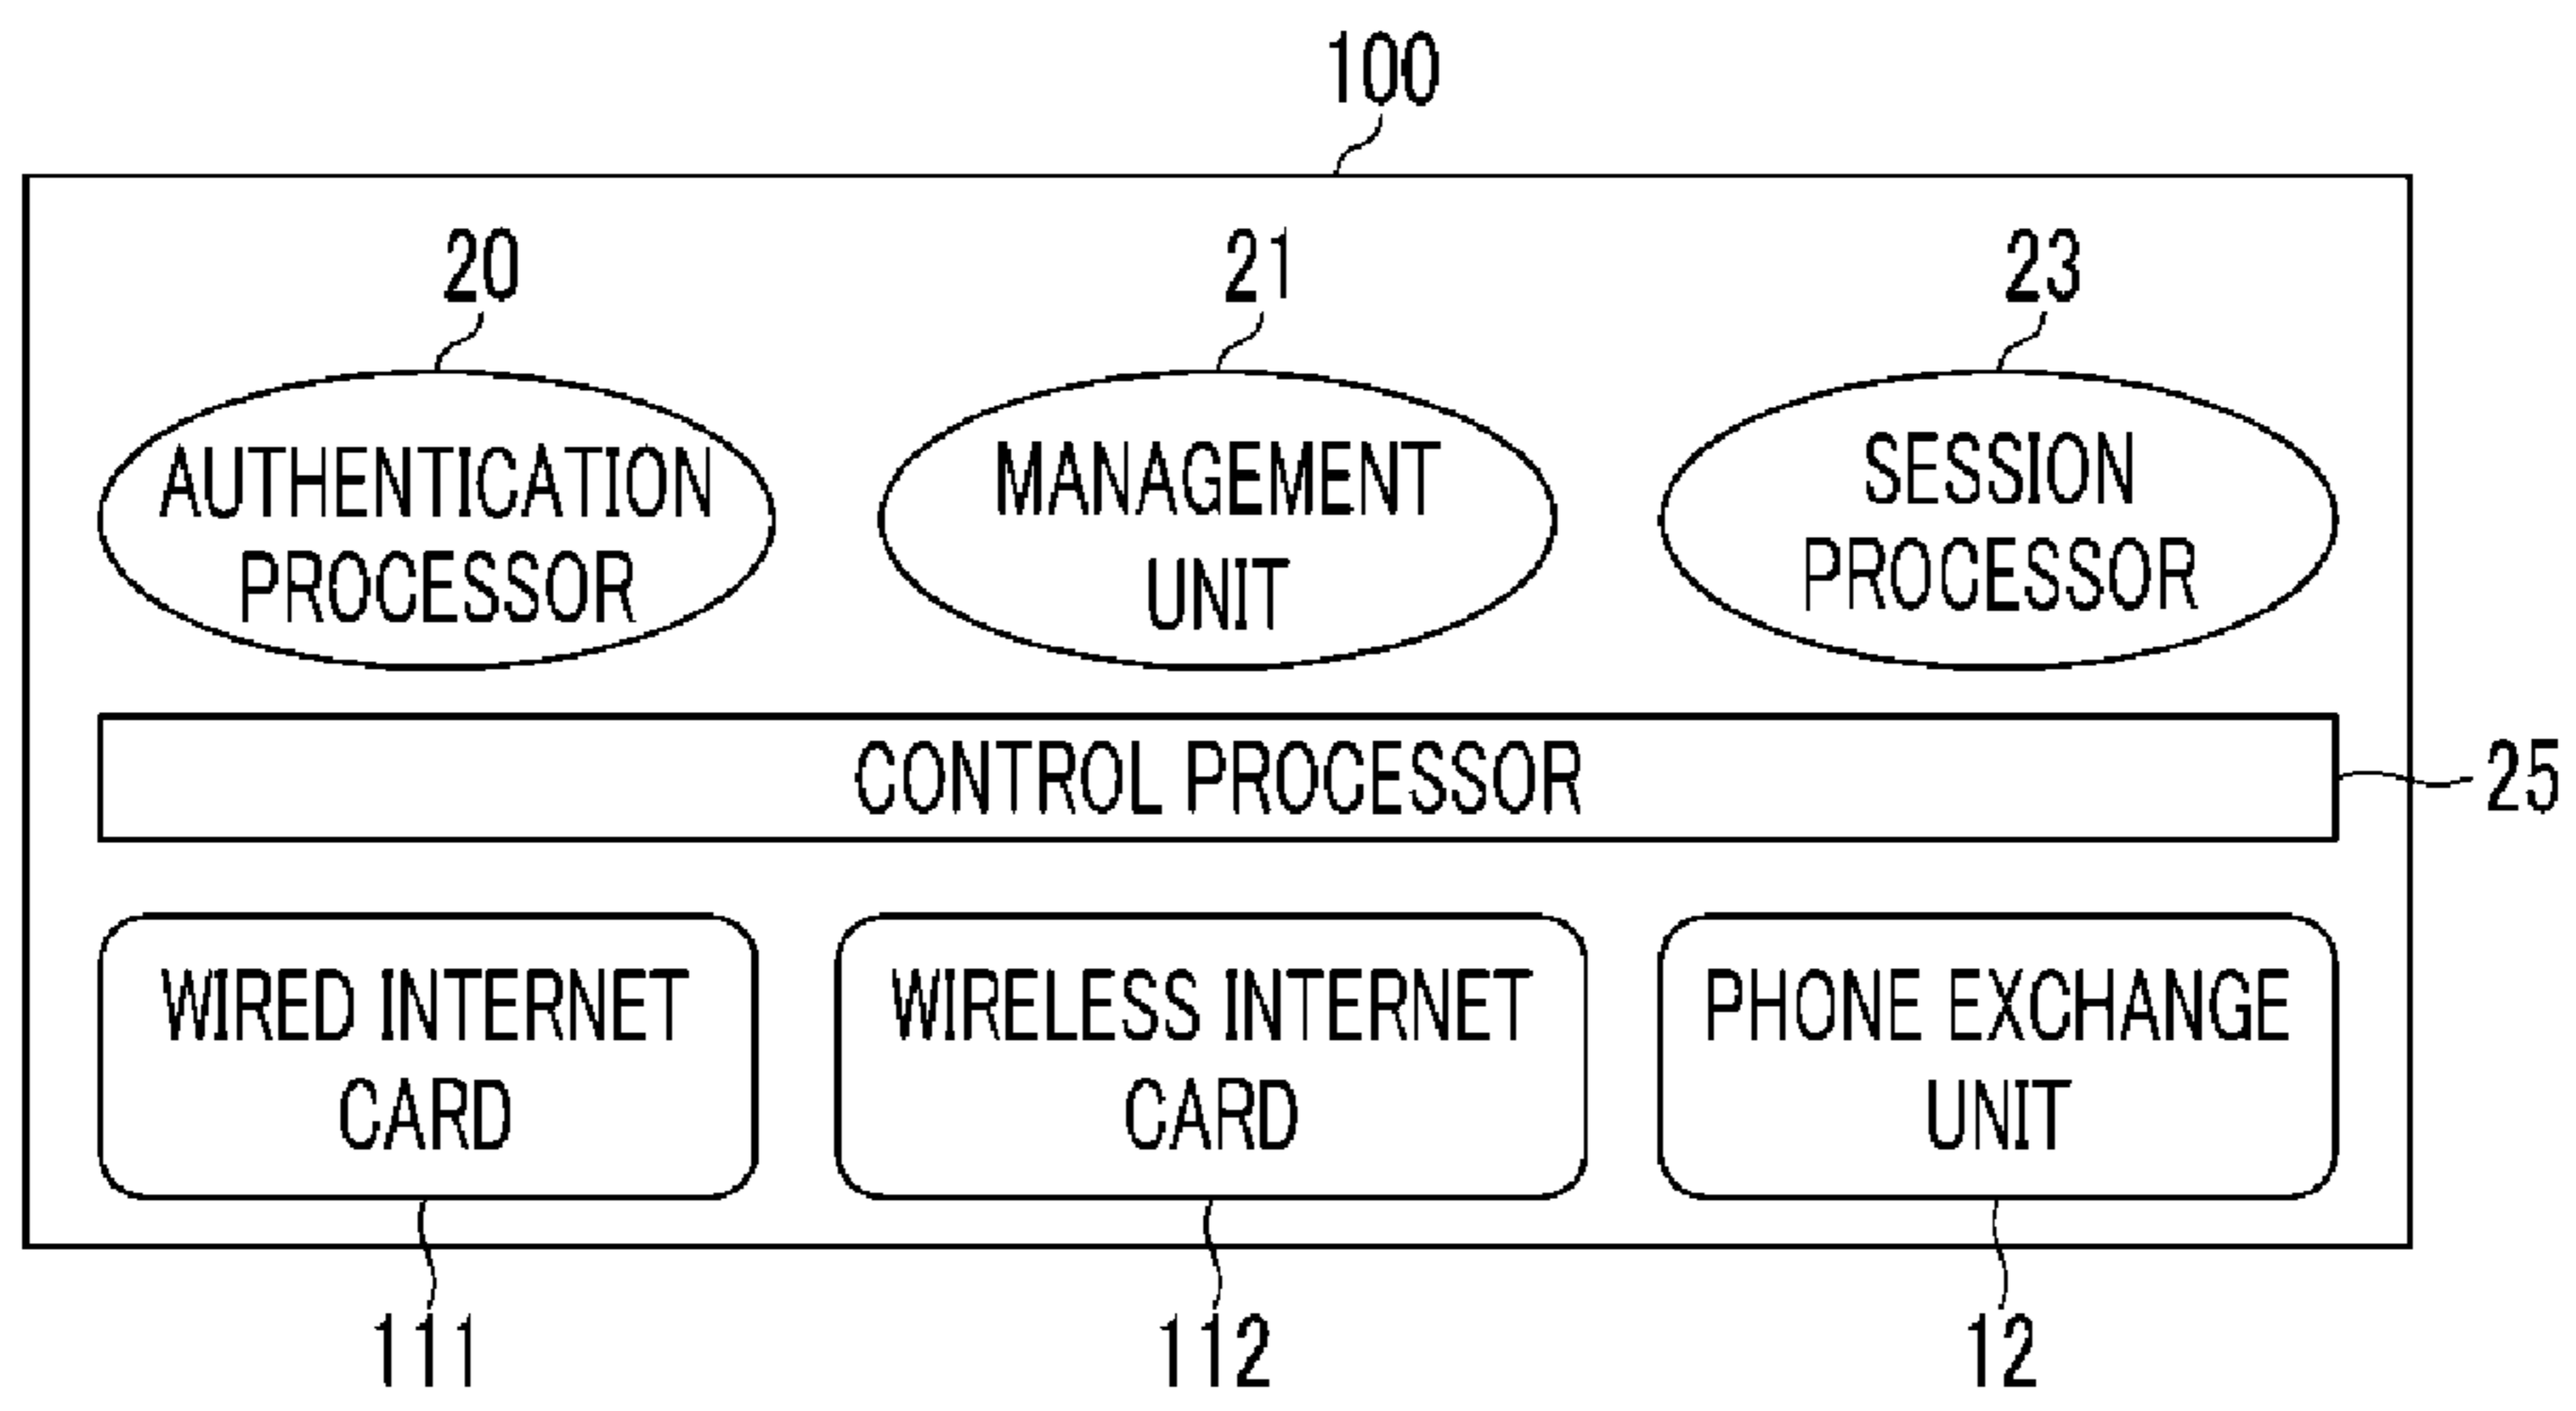 100
20
21
23
AUTHENTICATION
PROCESSOR
MANAGEMENT
UNIT
SESSION
PROCESSOR
CONTROL PROCESSOR
25
WIRED INTERNET
CARD
WIRELESS INTERNET
CARD
PHONE EXCHANGE
UNIT
111
112
12